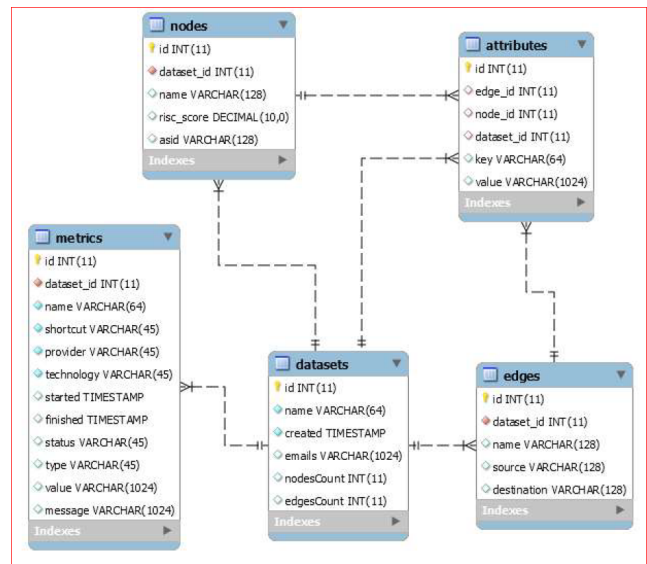 nodes
id INT(11)
dataset_id INT(11)
name VARCHAR(128)
risc_score DECIMAL(10,0)
asid VARCHAR(128)
Indexes
attributes
id INT(11)
edge_id INT(11)
node_id INT(11)
dataset_id INT(11)
key VARCHAR(64)
value VARCHAR(1024)
Indexes
metrics
id INT(11)
dataset_id INT(11)
name VARCHAR(64)
shortcut VARCHAR(45)
provider VARCHAR(45)
technology VARCHAR(45)
started TIMESTAMP
finished TIMESTAMP
status VARCHAR(45)
type VARCHAR(45)
value VARCHAR(1024)
message VARCHAR(1024)
Indexes
datasets
id INT(11)
name VARCHAR(64)
created TIMESTAMP
emails VARCHAR(1024)
nodesCount INT(11)
edgesCount INT(11)
Indexes
edges
id INT(11)
dataset_id INT(11)
name VARCHAR(128)
source VARCHAR(128)
destination VARCHAR(128)
Indexes